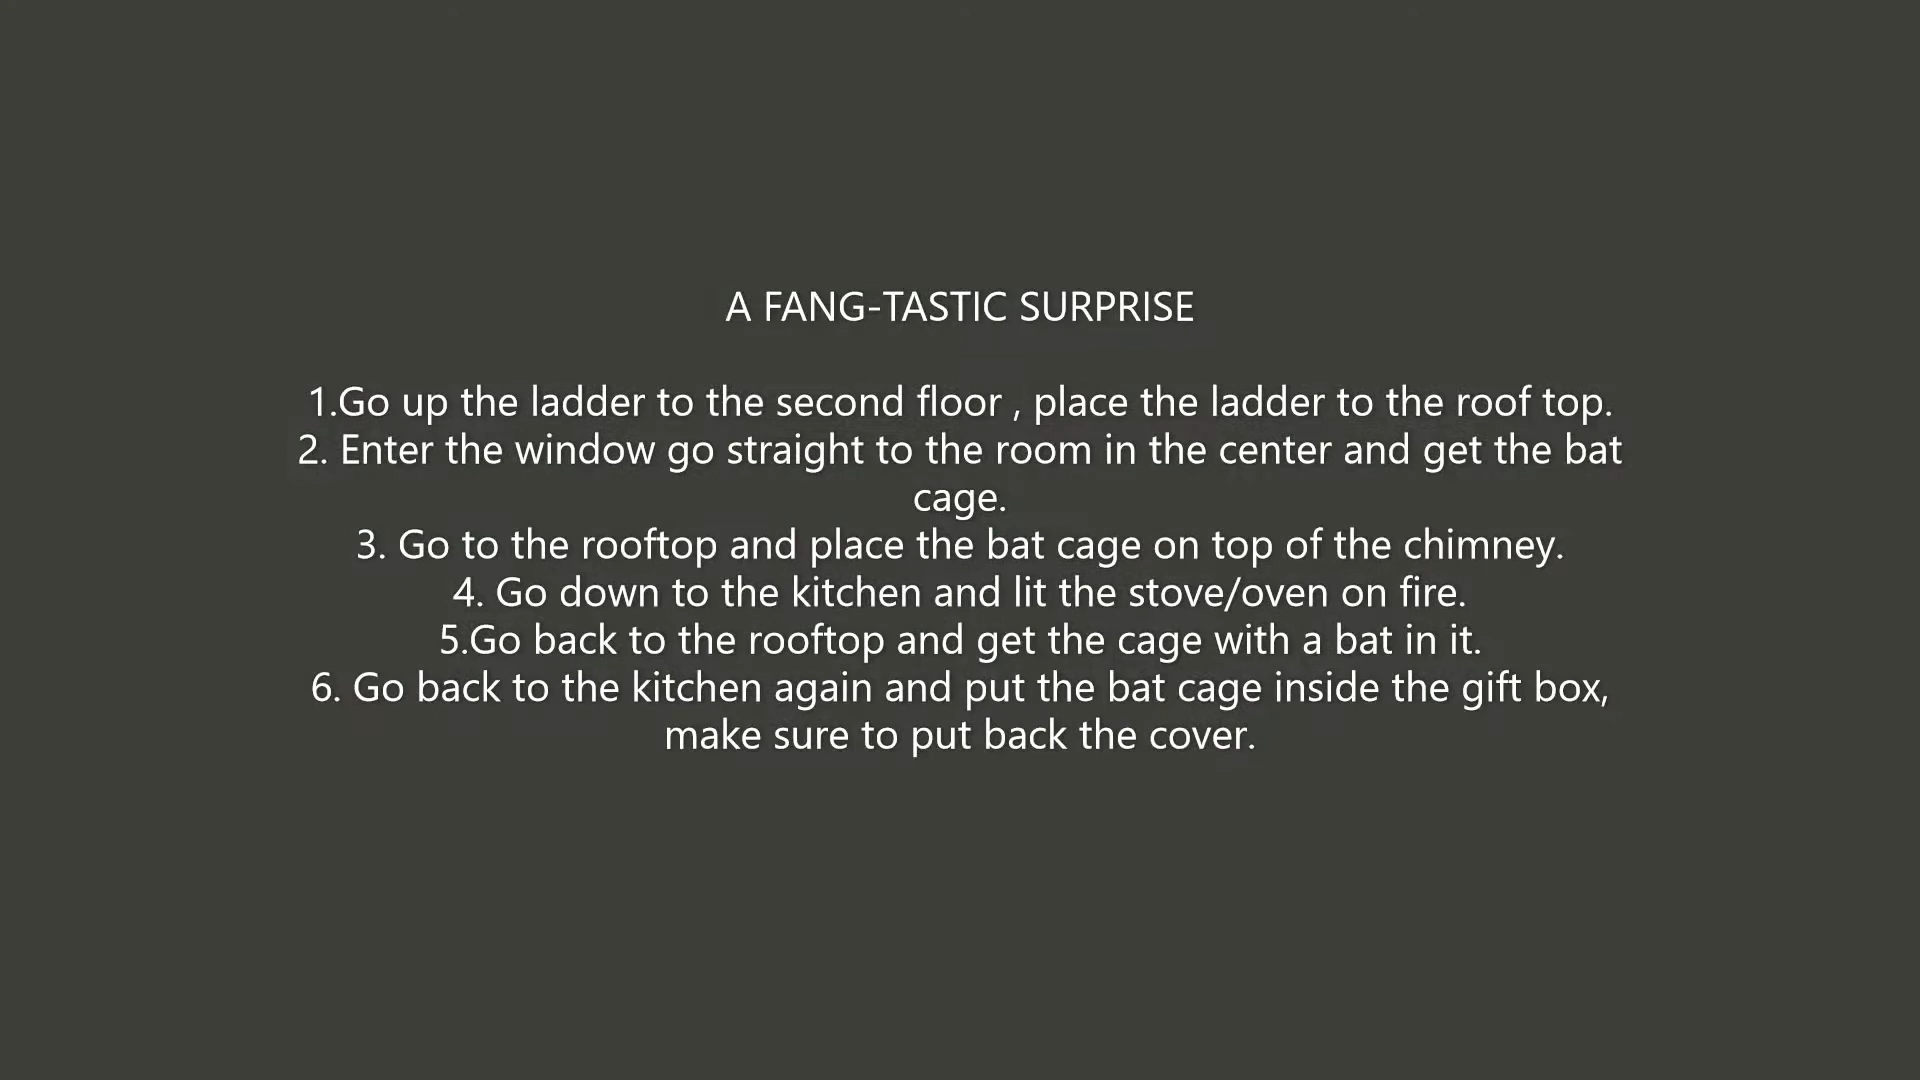 A FANG-TASTIC SURPRISE
1.Go up the ladder to the second floor , place the ladder to the roof top.
2. Enter the window go straight to the room in the center and get the bat
cage.
3. Go to the rooftop and place the bat cage on top of the chimney.
4. Go down to the kitchen and lit the stove/oven on fire.
5.Go back to the rooftop and get the cage with a bat in it.
6. Go back to the kitchen again and put the bat cage inside the gift box,
make sure to put back the cover.